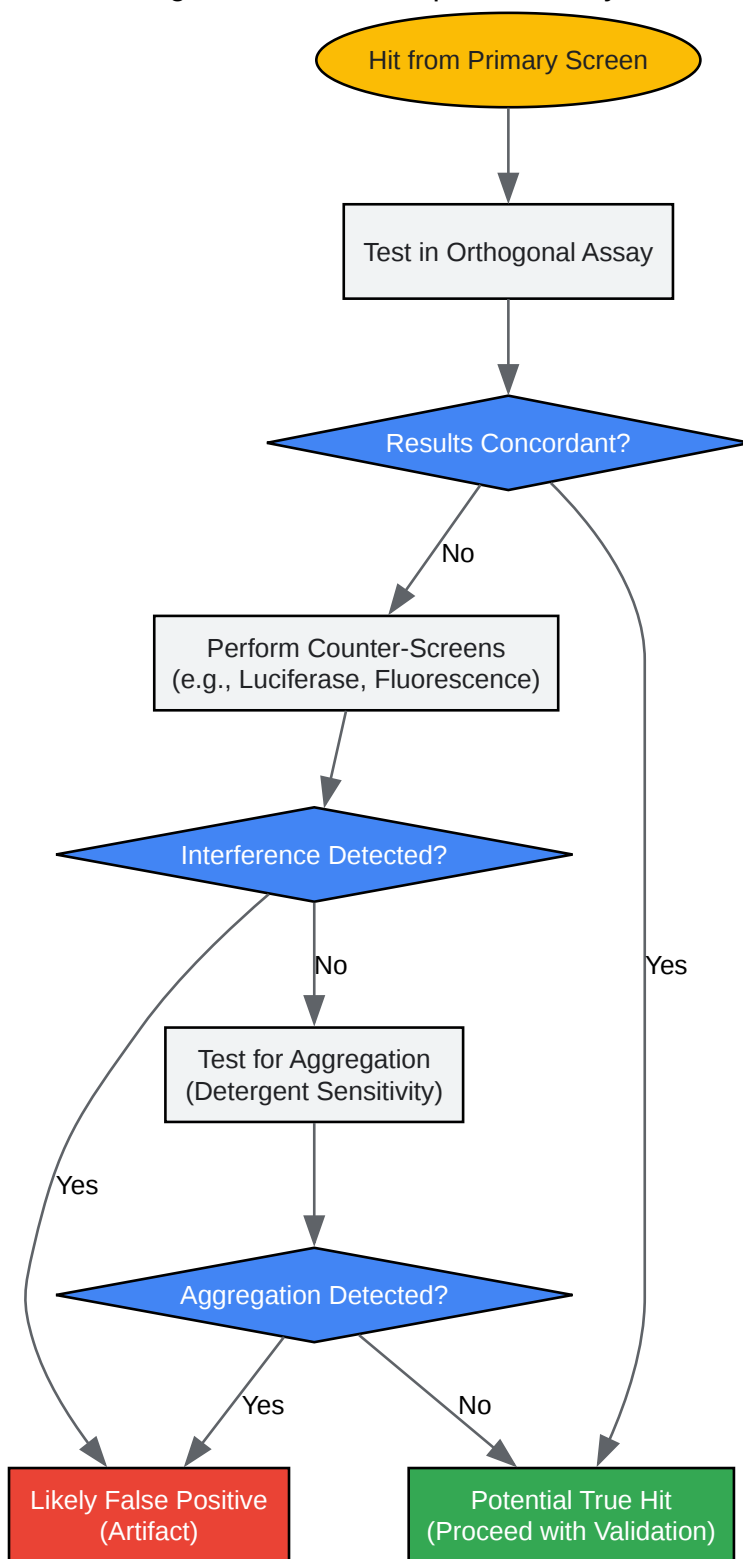 Hit from Primary Screen
Test in Orthogonal Assay
Results Concordant?
No
Perform Counter-Screens
(e.g., Luciferase, Fluorescence)
Interference Detected?
No
Yes
Test for Aggregation
(Detergent Sensitivity)
Yes
Aggregation Detected?
Yes
No
Likely False Positive
(Artifact)
Potential True Hit
(Proceed with Validation)